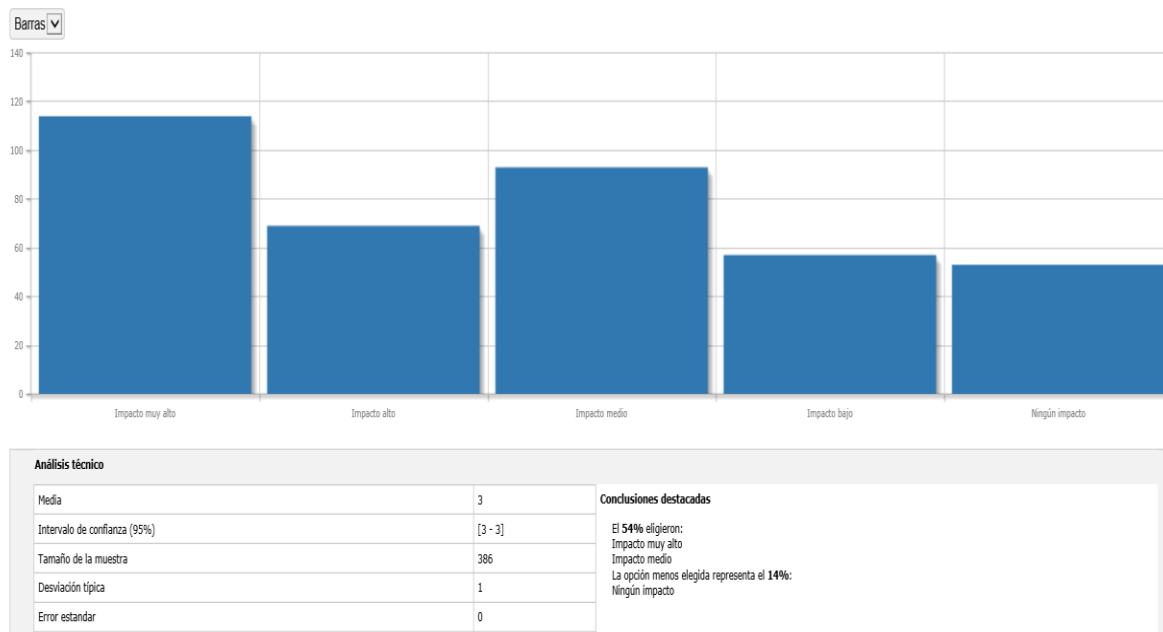 Barras
140
120
100
80
60
40
20
0
Impacto muy alto
Impacto alto
Impacto medio
Impacto bajo
Ningún impacto
Análisis técnico
Media 3
Intervalo de confianza (95%) [3 - 3]
Tamaño de la muestra 386
Desviación típica 1
Error estandar 0
Conclusiones destacadas
El 54% eligieron:
Impacto muy alto
Impacto medio
La opción menos elegida representa el 14%:
Ningún impacto